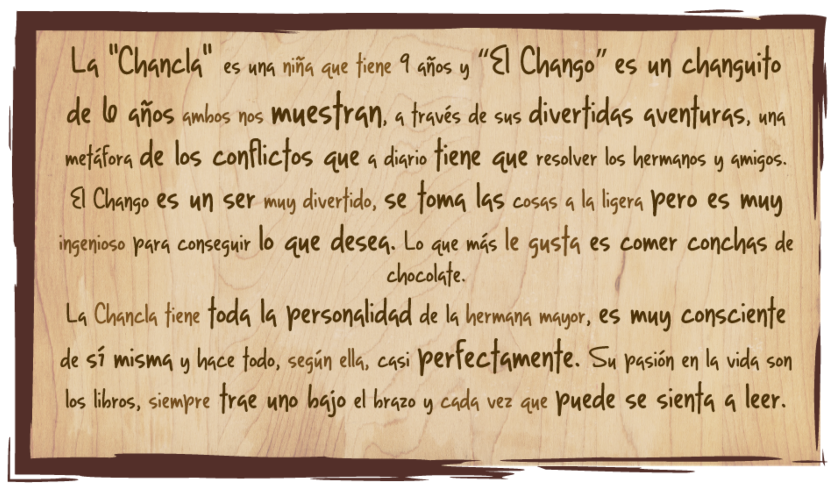 La "Chancla" es una niña que tiene 9 años y “El Chango” es un changuito
de 6 años ambos nos muestran, a través de sus divertidas aventuras, una
metáfora de los conflictos que a diario tiene que resolver los hermanos y amigos.
El Chango es un ser muy divertido, se toma las cosas a la ligera pero es muy
ingenioso para conseguir lo que desea. Lo que más le gusta es comer conchas de
chocolate.
La Chancla tiene toda la personalidad de la hermana mayor, es muy consciente
de sí misma y hace todo, según ella, casi perfectamente. Su pasión en la vida son
los libros, siempre trae uno bajo el brazo y cada vez que puede se sienta a leer.